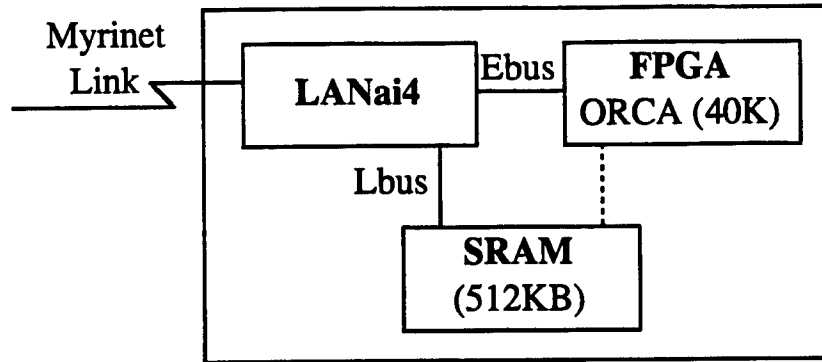 Myrinet
Link
LANai4
Ebus
FPGA
ORCA (40K)
Lbus
SRAM
(512KB)